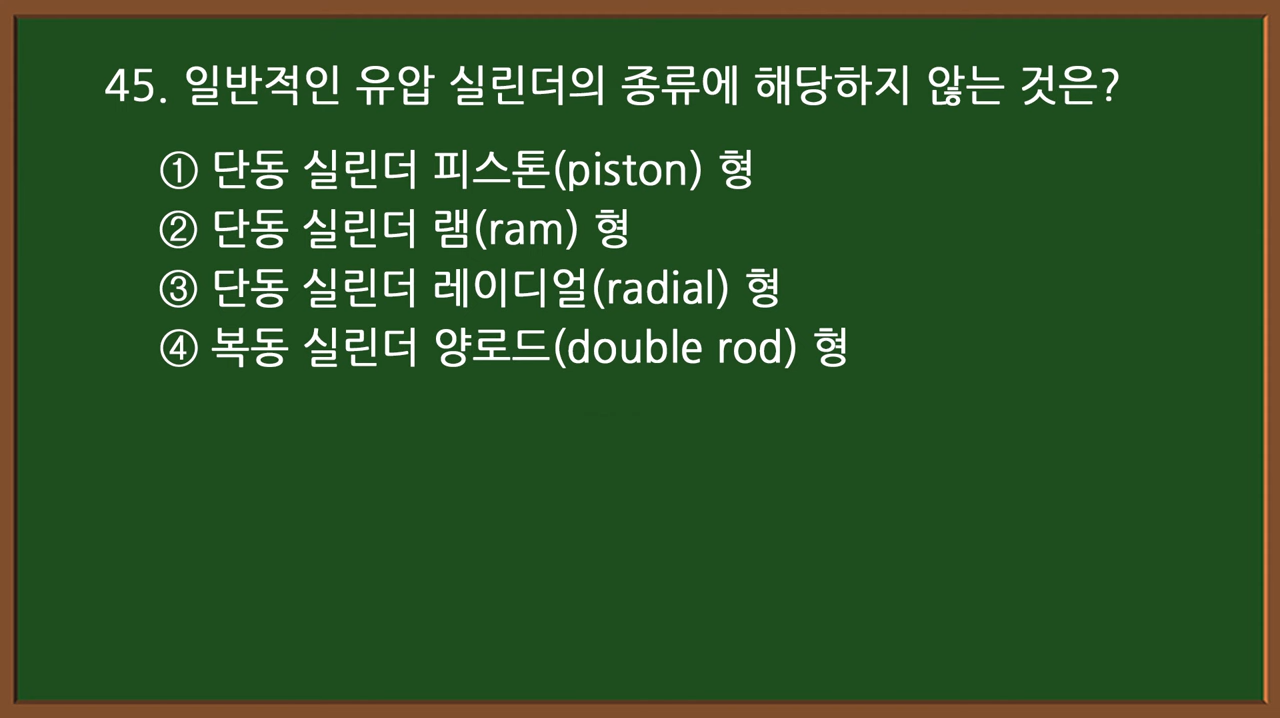 45. 일반적인 유압 실린더의 종류에 해당하지 않는 것은?
① 단동 실린더 피스톤(piston) 형
② 단동 실린더 램(ram) 형
③ 단동 실린더 레이디얼(radial) 형
④ 복동 실린더 양로드(double rod) 형